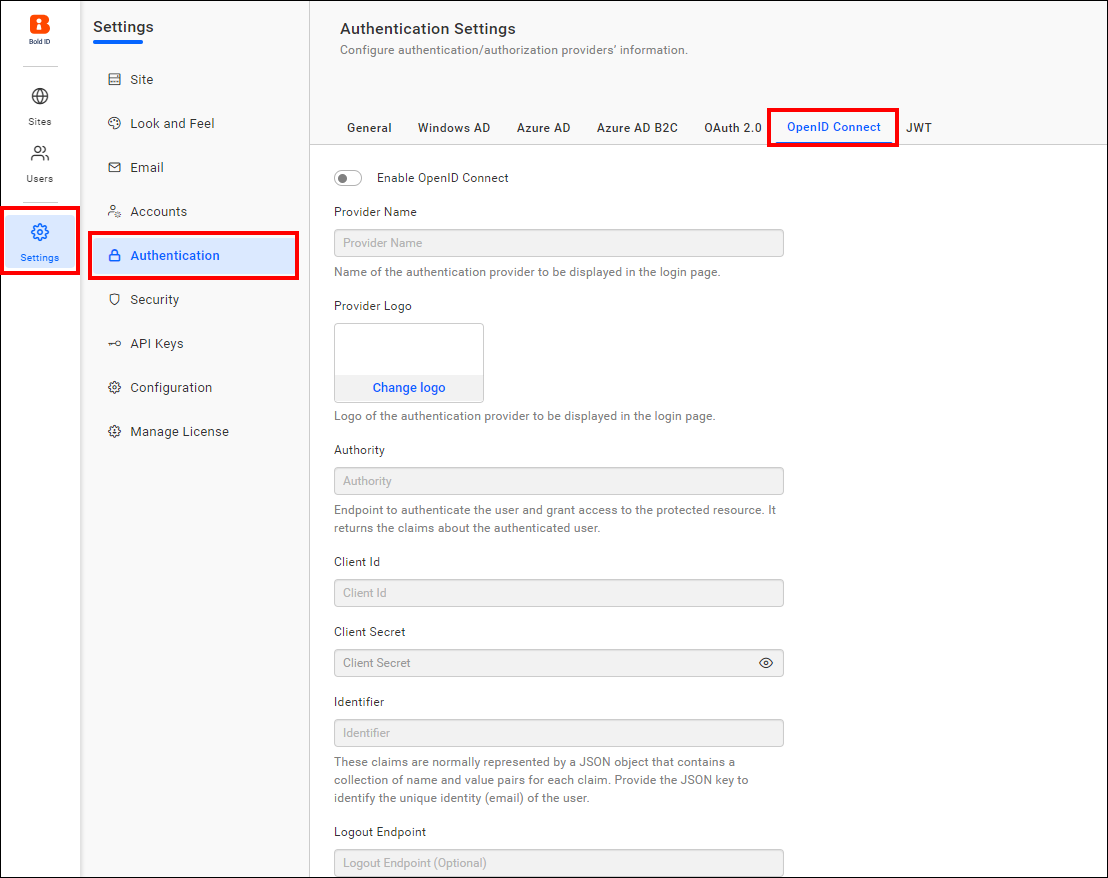 Bold ID
Sites
Users
Settings
Settings
Site
Look and Feel
Email
Accounts
Authentication
Security
API Keys
Configuration
Manage License
Authentication Settings
Configure authentication/authorization providers' information.
General Windows AD Azure AD Azure AD B2C OAuth 2.0 OpenID Connect JWT
Enable OpenID Connect
Provider Name
Provider Name
Name of the authentication provider to be displayed in the login page.
Provider Logo
Change logo
Logo of the authentication provider to be displayed in the login page.
Authority
Authority
Endpoint to authenticate the user and grant access to the protected resource. It
returns the claims about the authenticated user.
Client Id
Client Id
Client Secret
Client Secret
Identifier
Identifier
These claims are normally represented by a JSON object that contains a
collection of name and value pairs for each claim. Provide the JSON key to
identify the unique identity (email) of the user.
Logout Endpoint
Logout Endpoint (Optional)